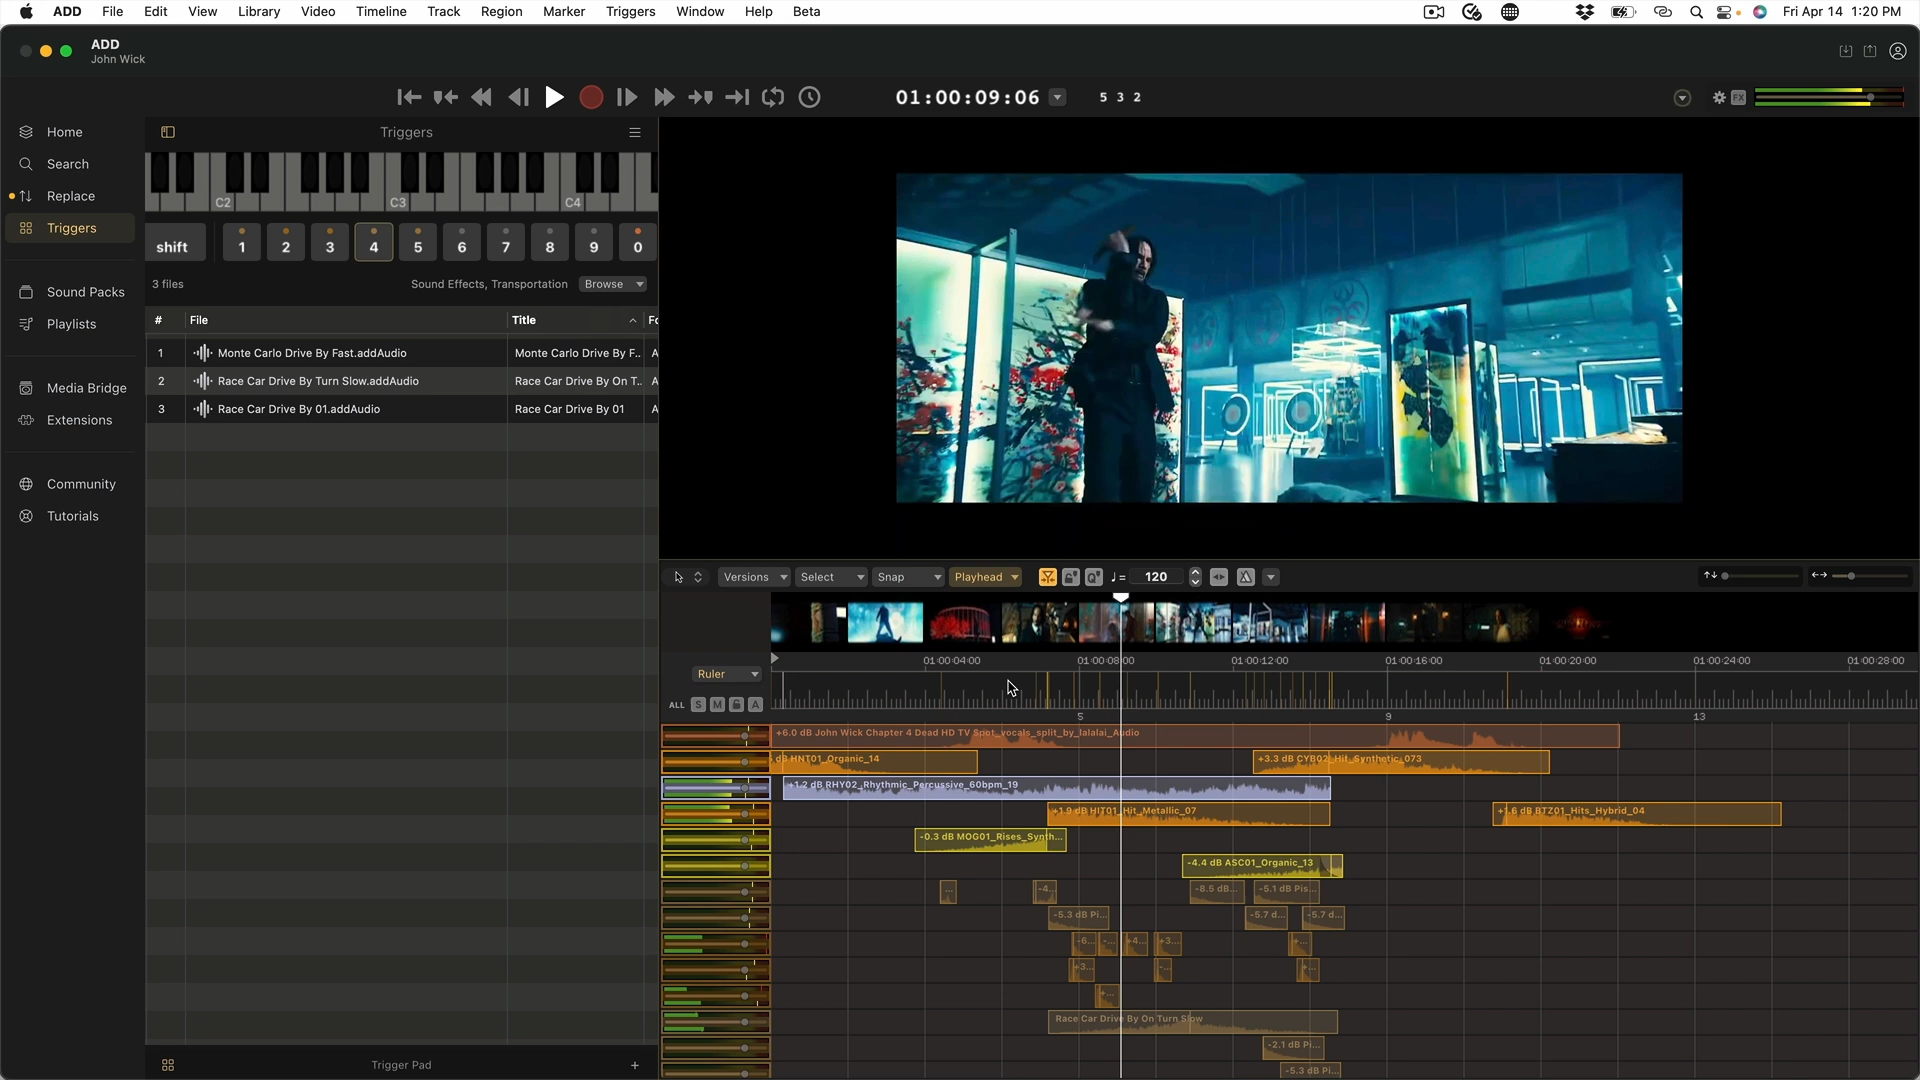 ADD File Edit View Library Video Timeline Track Region Marker Triggers Window Help Beta Fri Apr 14 1:20 PM
ADD
John Wick
01:00:09:06 5 3 2 FX
Home
Search
Replace
Triggers
Sound Packs
Playlists
Media Bridge
Extensions
Community
Tutorials
Triggers
C2 C3 C4
shift 1 2 3 4 5 6 7 8 9 0
3 files Sound Effects, Transportation Browse
# File Title Fo
1 Monte Carlo Drive By Fast.addAudio Monte Carlo Drive By F.. A
2 Race Car Drive By Turn Slow.addAudio Race Car Drive By On T.. A
3 Race Car Drive By 01.addAudio Race Car Drive By 01 A
Trigger Pad +
Versions Select Snap Playhead Q 120
01:00:04:00 01:00:08:00 01:00:12:00 01:00:16:00 01:00:20:00 01:00:24:00 01:00:28:00
Ruler
ALL S M A
5 9 13
+6.0 dB John Wick Chapter 4 Dead HD TV Spot_vocals_split_by_lalalai_Audio
dB HNT01_Organic_14 +3.3 dB CYB02_Hit_Synthetic_073
+1.2 dB RHY02_Rhythmic_Percussive_60bpm_19
+1.9 dB HIT01_Hit_Metallic_07 +1.6 dB BTZ01_Hits_Hybrid_04
-0.3 dB MOG01_Rises_Synth...
-4.4 dB ASC01_Organic_13
... -4... -8.5 dB... -5.1 dB Pis...
-5.3 dB Pi... -5.7 d... -5.7 d...
-6... -... +4... +3... +...
+3... -... +...
+...
Race Car Drive By On Turn Slow
-2.1 dB Pi...
-5.3 dB Pi...